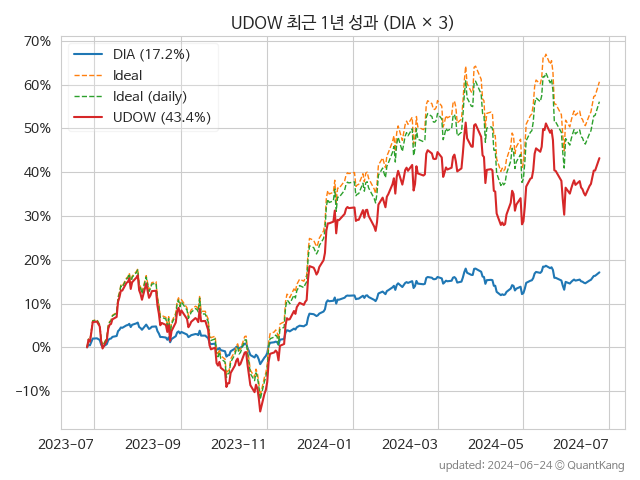 UDOW 최근 1년 성과 (DIA × 3)
70%
60%
50%
40%
30%
20%
10%
0%
−10%
DIA (17.2%)
Ideal
Ideal (daily)
UDOW (43.4%)
2023-07
2023-09
2023-11
2024-01
2024-03
2024-05
2024-07
updated: 2024-06-24 © QuantKang